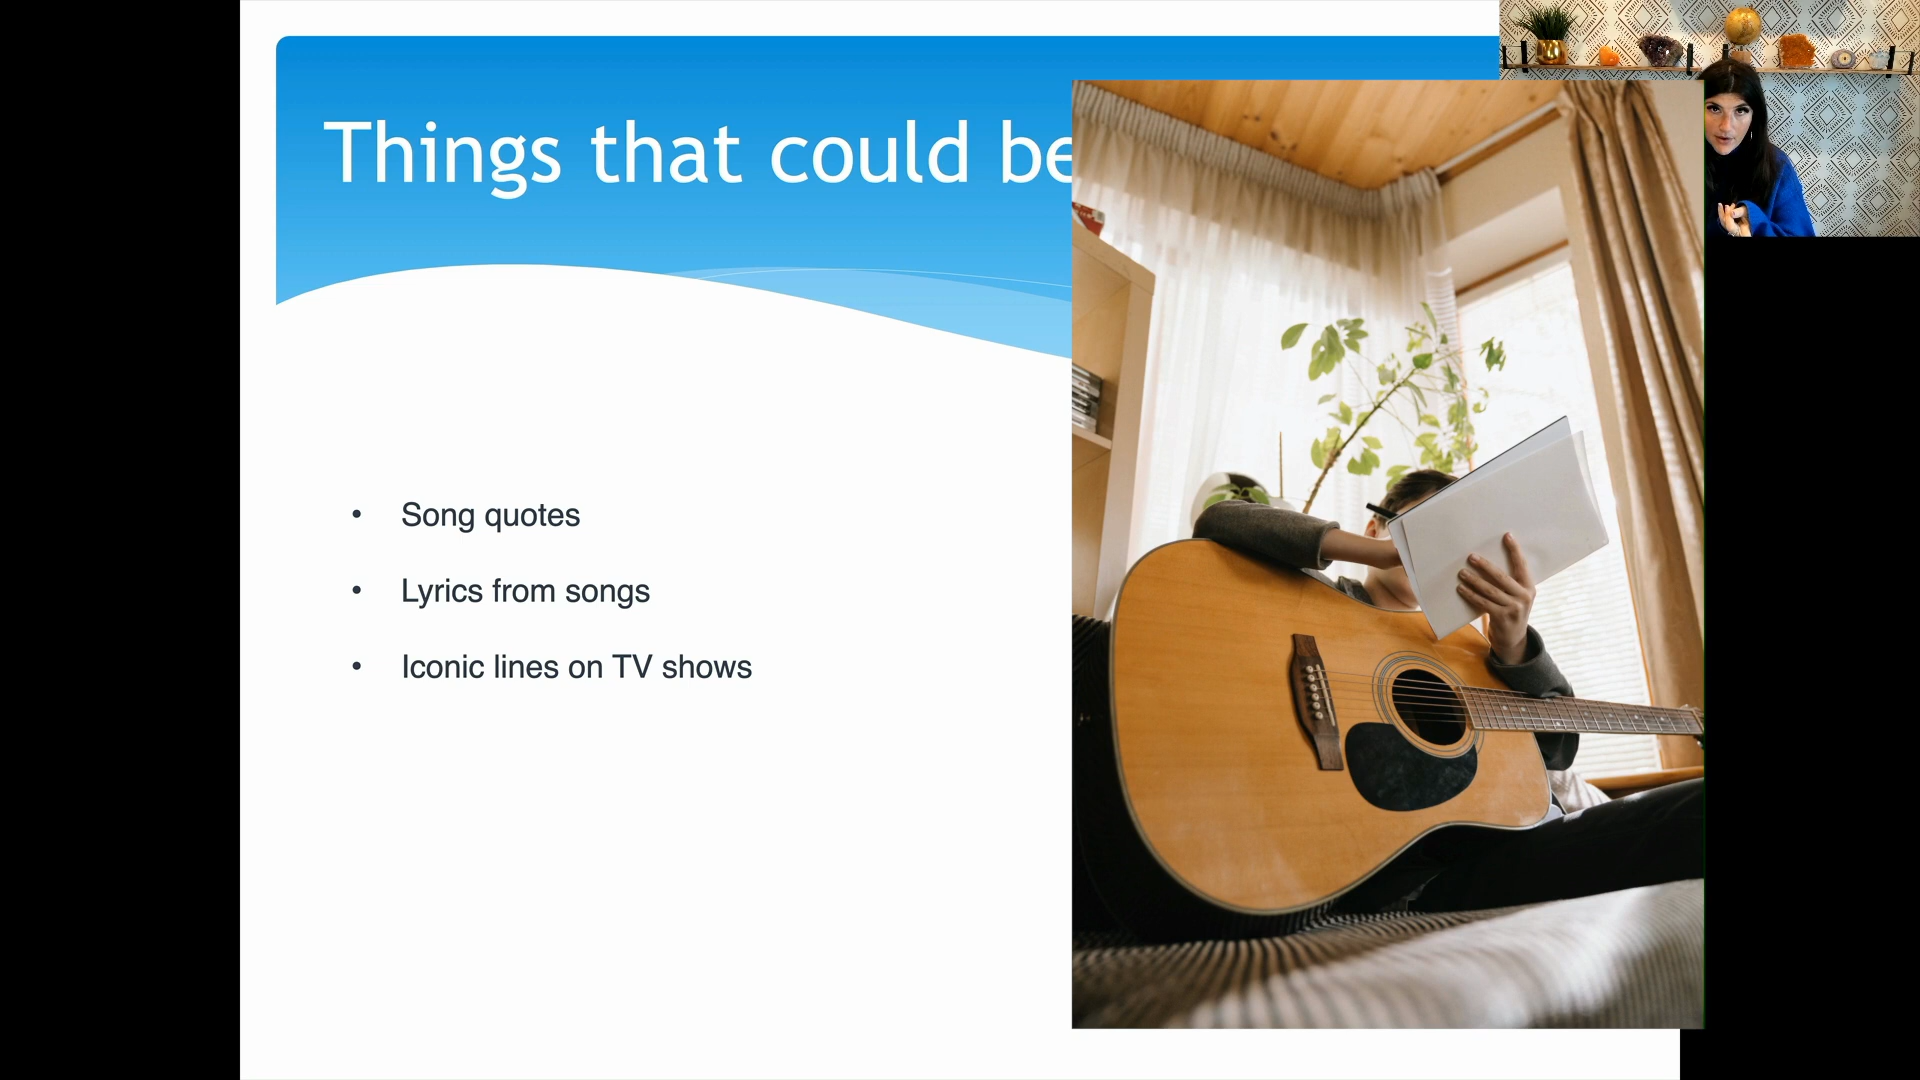 Things that could be
• Song quotes
• Lyrics from songs
• Iconic lines on TV shows